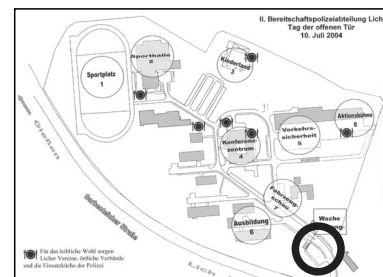 II. Bereitschaftspolizeiabteilung Lich
Tag der offenen Tür
10. Juli 2004
Sporthalle
2
Kinderland
3
Sportplatz
1
Aktionsbühne
8
Verkehrs-
sicherheit
5
Konferenz-
zentrum
4
Gießen
Fahrzeug-
schau
7
Ausbildung
6
Wache
Für das leibliche Wohl sorgen
Licher Vereine, örtliche Verbände
und die Einsatzküche der Polizei
Lich